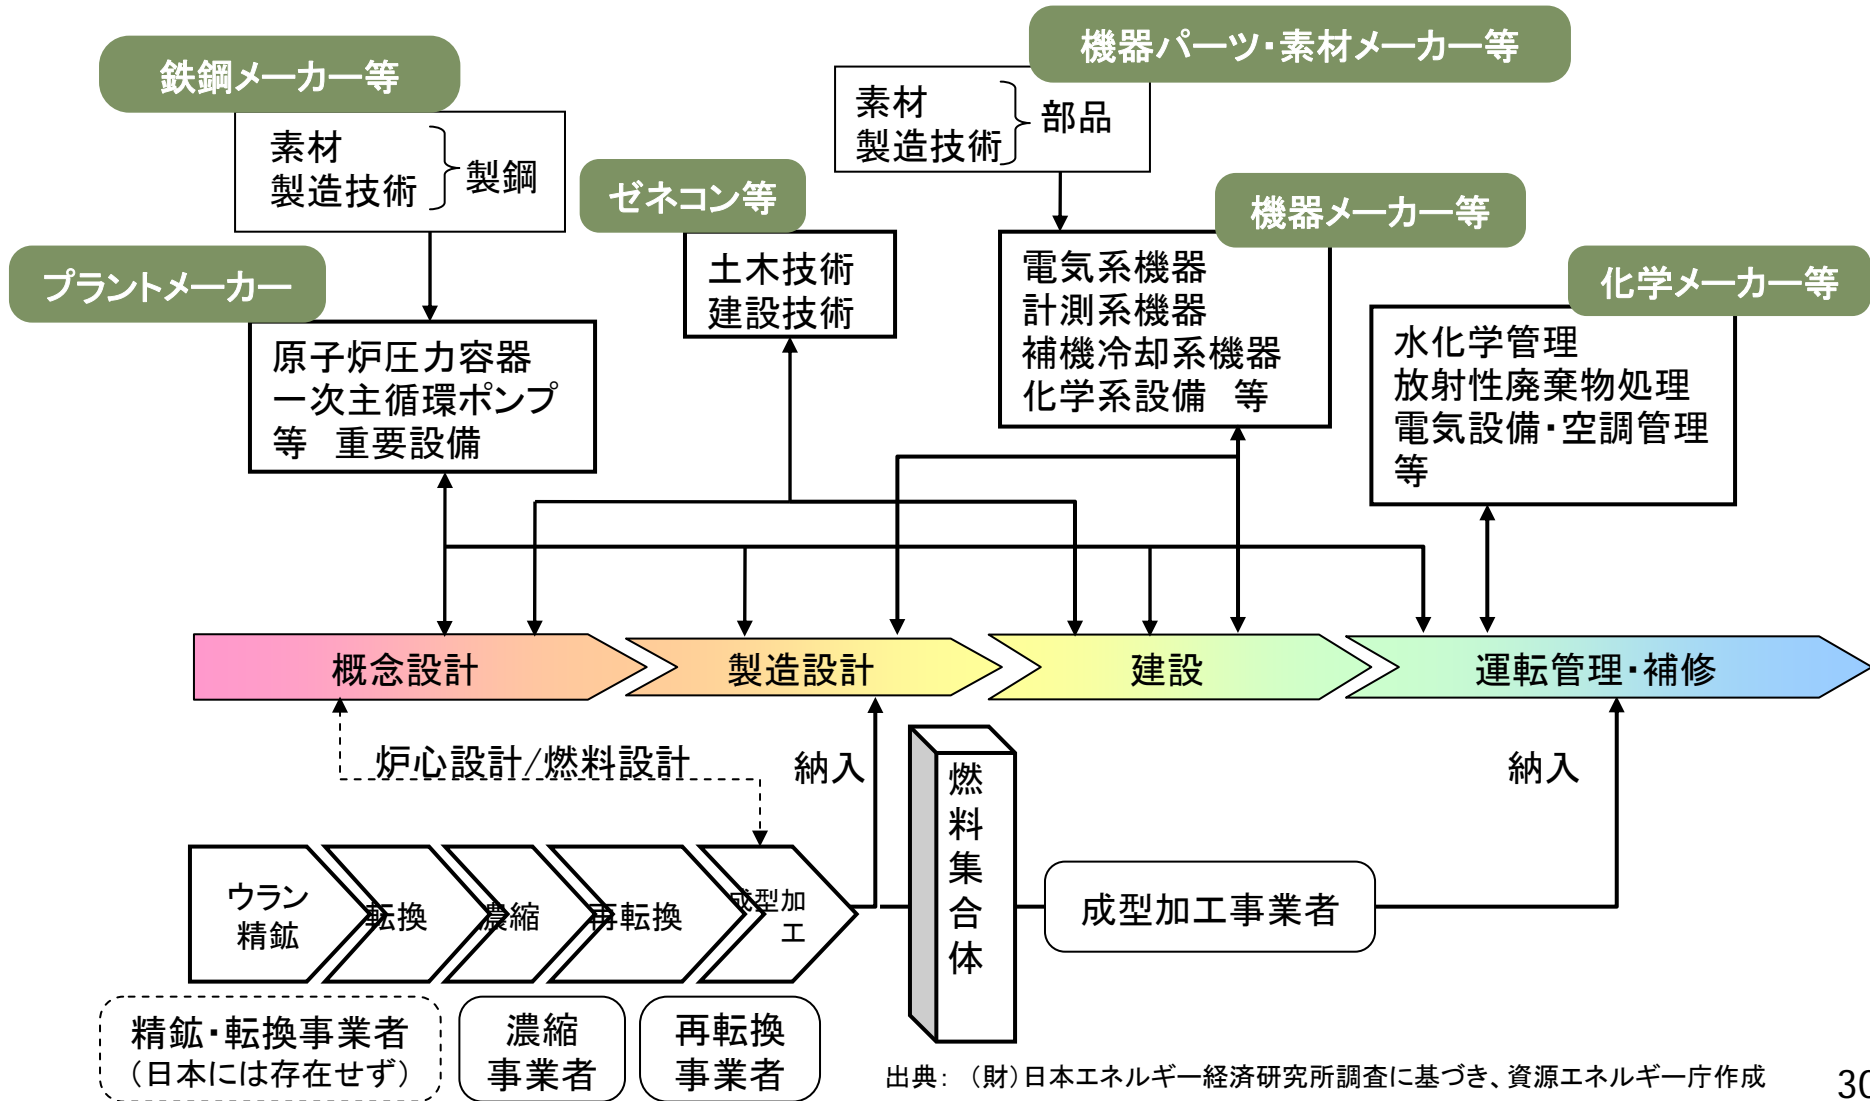 鉄鋼メーカー等
素材
製造技術
製鋼
機器パーツ・素材メーカー等
素材
製造技術
部品
ゼネコン等
土木技術
建設技術
機器メーカー等
電気系機器
計測系機器
補機冷却系機器
化学系設備　等
プラントメーカー
原子炉圧力容器
一次主循環ポンプ
等　重要設備
化学メーカー等
水化学管理
放射性廃棄物処理
電気設備・空調管理
等
概念設計
製造設計
建設
運転管理・補修
炉心設計/燃料設計
納入
納入
燃料集合体
ウラン
精鉱
転換
濃縮
再転換
成型加
工
成型加工事業者
精鉱・転換事業者
（日本には存在せず）
濃縮
事業者
再転換
事業者
出典：（財）日本エネルギー経済研究所調査に基づき、資源エネルギー庁作成
30